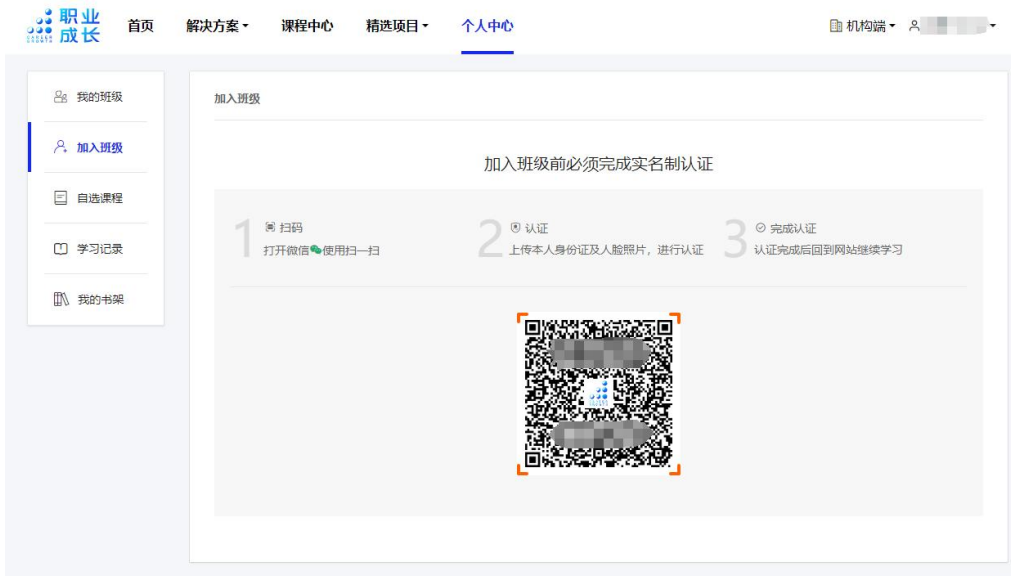 职业
成长
首页
解决方案
课程中心
精选项目
个人中心
机构端
我的班级
加入班级
自选课程
学习记录
我的书架
加入班级
加入班级前必须完成实名制认证
1 扫码
打开微信使用扫一扫
2 认证
上传本人身份证及人脸照片，进行认证
3 完成认证
认证完成后回到网站继续学习